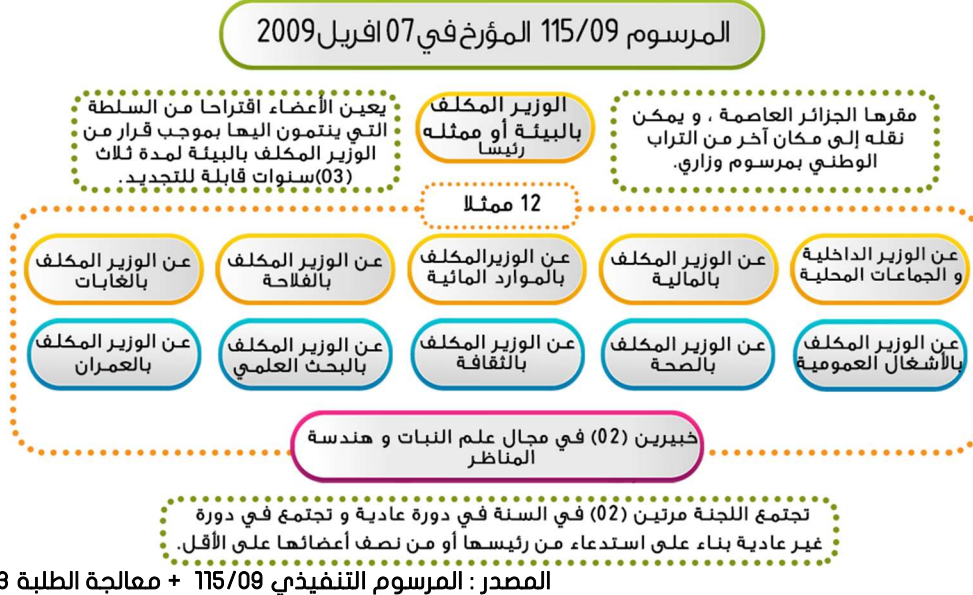 المرسوم 115/09 المؤرخ في 07 افريل 2009
مقرها الجزائر العاصمة ، و يمكن
نقله إلى مكان آخر من التراب
الوطني بمرسوم وزاري.
الوزير المكلف
بالبيئة أو ممثله
رئيسا
يعين الأعضاء اقتراحا من السلطة
التي ينتمون اليها بموجب قرار من
الوزير المكلف بالبيئة لمدة ثلاث
(03)سنوات قابلة للتجديد.
12 ممثلا
عن الوزير الداخلية
و الجماعات المحلية
عن الوزير المكلف
بالمالية
عن الوزيرالمكلف
بالموارد المائية
عن الوزير المكلف
بالفلاحة
عن الوزير المكلف
بالغابات
عن الوزير المكلف
بالأشغال العمومية
عن الوزير المكلف
بالصحة
عن الوزير المكلف
بالثقافة
عن الوزير المكلف
بالبحث العلمي
عن الوزير المكلف
بالعمران
خبيرين (02) في مجال علم النبات و هندسة
المناظر
تجتمع اللجنة مرتين (02) في السنة في دورة عادية و تجتمع في دورة
غير عادية بناء على استدعاء من رئيسها أو من نصف أعضائها على الأقل.
المصدر : المرسوم التنفيذي 115/09 + معالجة الطلبة